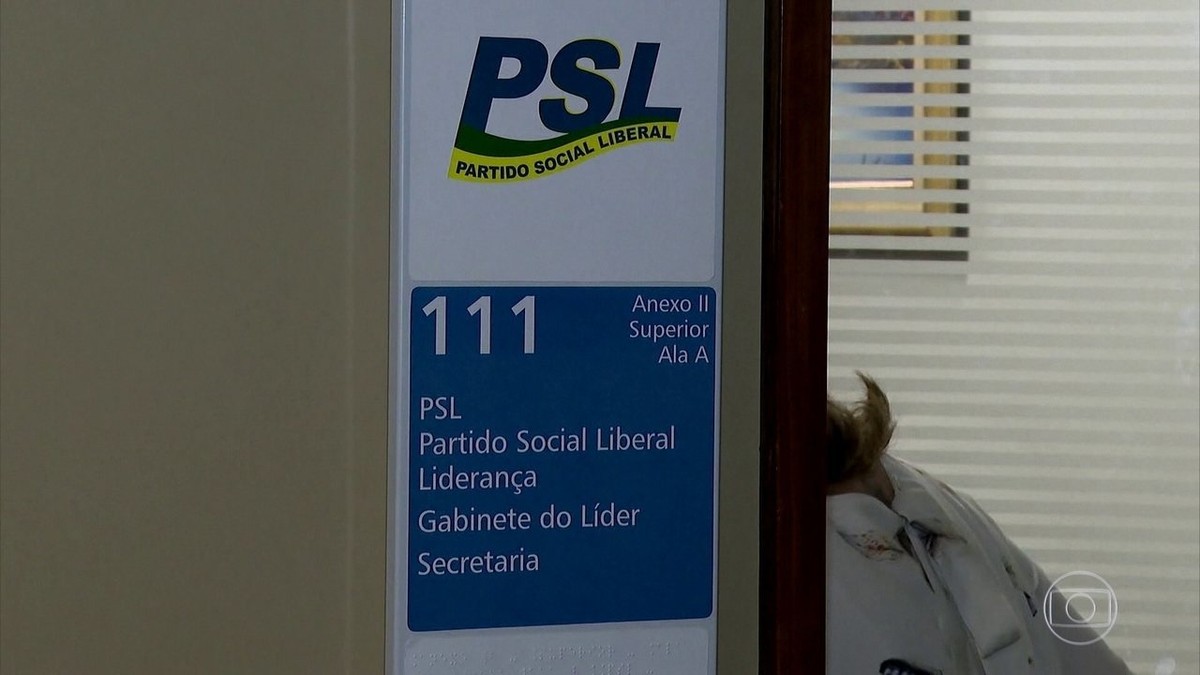 PSL
PARTIDO SOCIAL LIBERAL
111
Anexo II
Superior
Ala A
PSL
Partido Social Liberal
Liderança
Gabinete do Líder
Secretaria